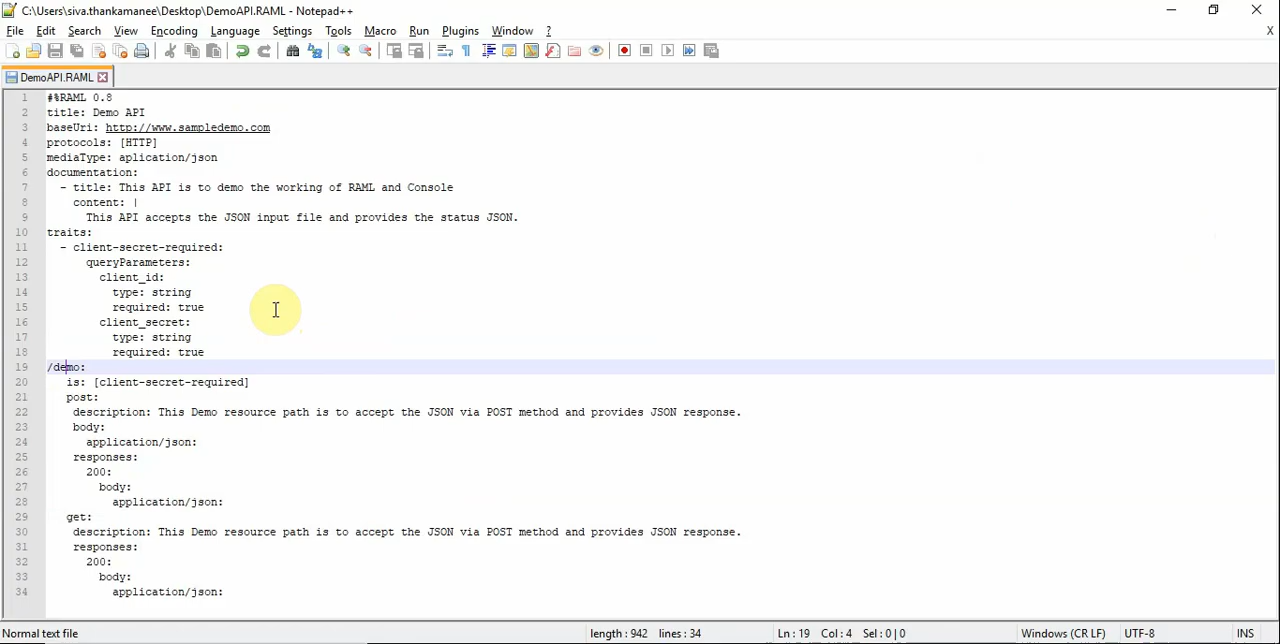 C:\Users\siva.thankamanee\Desktop\DemoAPI.RAML - Notepad++
File Edit Search View Encoding Language Settings Tools Macro Run Plugins Window ? X
DemoAPI.RAML
1 #%RAML 0.8
2 title: Demo API
3 baseUri: http://www.sampledemo.com
4 protocols: [HTTP]
5 mediaType: aplication/json
6 documentation:
7 - title: This API is to demo the working of RAML and Console
8 content: |
9 This API accepts the JSON input file and provides the status JSON.
10 traits:
11 - client-secret-required:
12 queryParameters:
13 client_id:
14 type: string
15 required: true
16 client_secret:
17 type: string
18 required: true
19 /demo:
20 is: [client-secret-required]
21 post:
22 description: This Demo resource path is to accept the JSON via POST method and provides JSON response.
23 body:
24 application/json:
25 responses:
26 200:
27 body:
28 application/json:
29 get:
30 description: This Demo resource path is to accept the JSON via POST method and provides JSON response.
31 responses:
32 200:
33 body:
34 application/json:
Normal text file length : 942 lines : 34 Ln : 19 Col : 4 Sel : 0 | 0 Windows (CR LF) UTF-8 INS